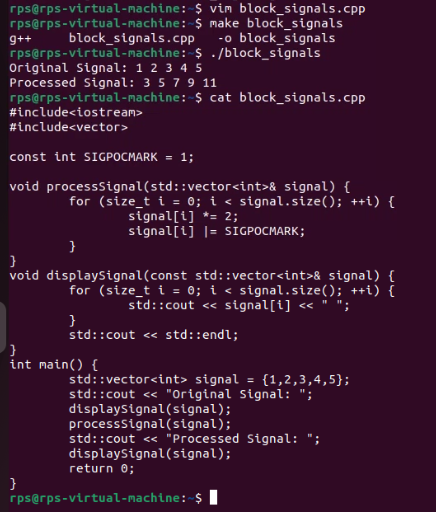 rps@rps-virtual-machine:~$ vim block_signals.cpp
rps@rps-virtual-machine:~$ make block_signals
g++     block_signals.cpp   -o block_signals
rps@rps-virtual-machine:~$ ./block_signals
Original Signal: 1 2 3 4 5
Processed Signal: 3 5 7 9 11
rps@rps-virtual-machine:~$ cat block_signals.cpp
#include<iostream>
#include<vector>

const int SIGPOCMARK = 1;

void processSignal(std::vector<int>& signal) {
        for (size_t i = 0; i < signal.size(); ++i) {
                signal[i] *= 2;
                signal[i] |= SIGPOCMARK;
        }
}
void displaySignal(const std::vector<int>& signal) {
        for (size_t i = 0; i < signal.size(); ++i) {
                std::cout << signal[i] << " ";
        }
        std::cout << std::endl;
}
int main() {
        std::vector<int> signal = {1,2,3,4,5};
        std::cout << "Original Signal: ";
        displaySignal(signal);
        processSignal(signal);
        std::cout << "Processed Signal: ";
        displaySignal(signal);
        return 0;
}
rps@rps-virtual-machine:~$